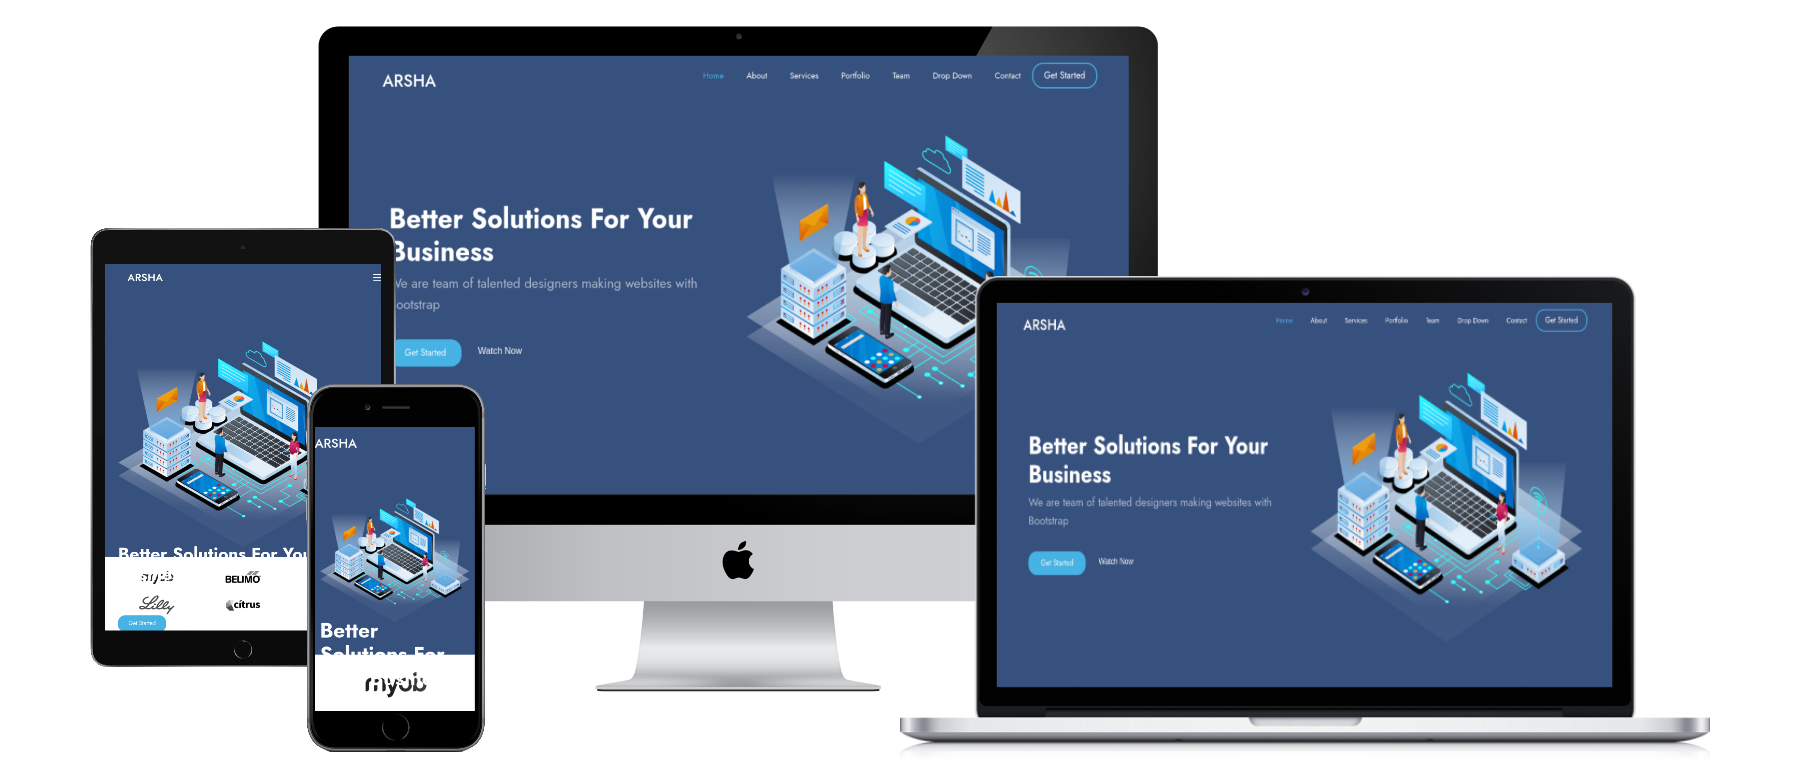 ARSHA
Home About Services Portfolio Team Drop Down Contact Get Started
Better Solutions For Your
Business
We are team of talented designers making websites with
ootstrap
Get Started Watch Now
ARSHA
Better Solutions For You
BELIMO
Lilly citrus
Get Started
ARSHA
Better
Solutions For
myob
ARSHA
Home About Services Portfolio Team Drop Down Contact Get Started
Better Solutions For Your
Business
We are team of talented designers making websites with
Bootstrap
Get Started Watch Now